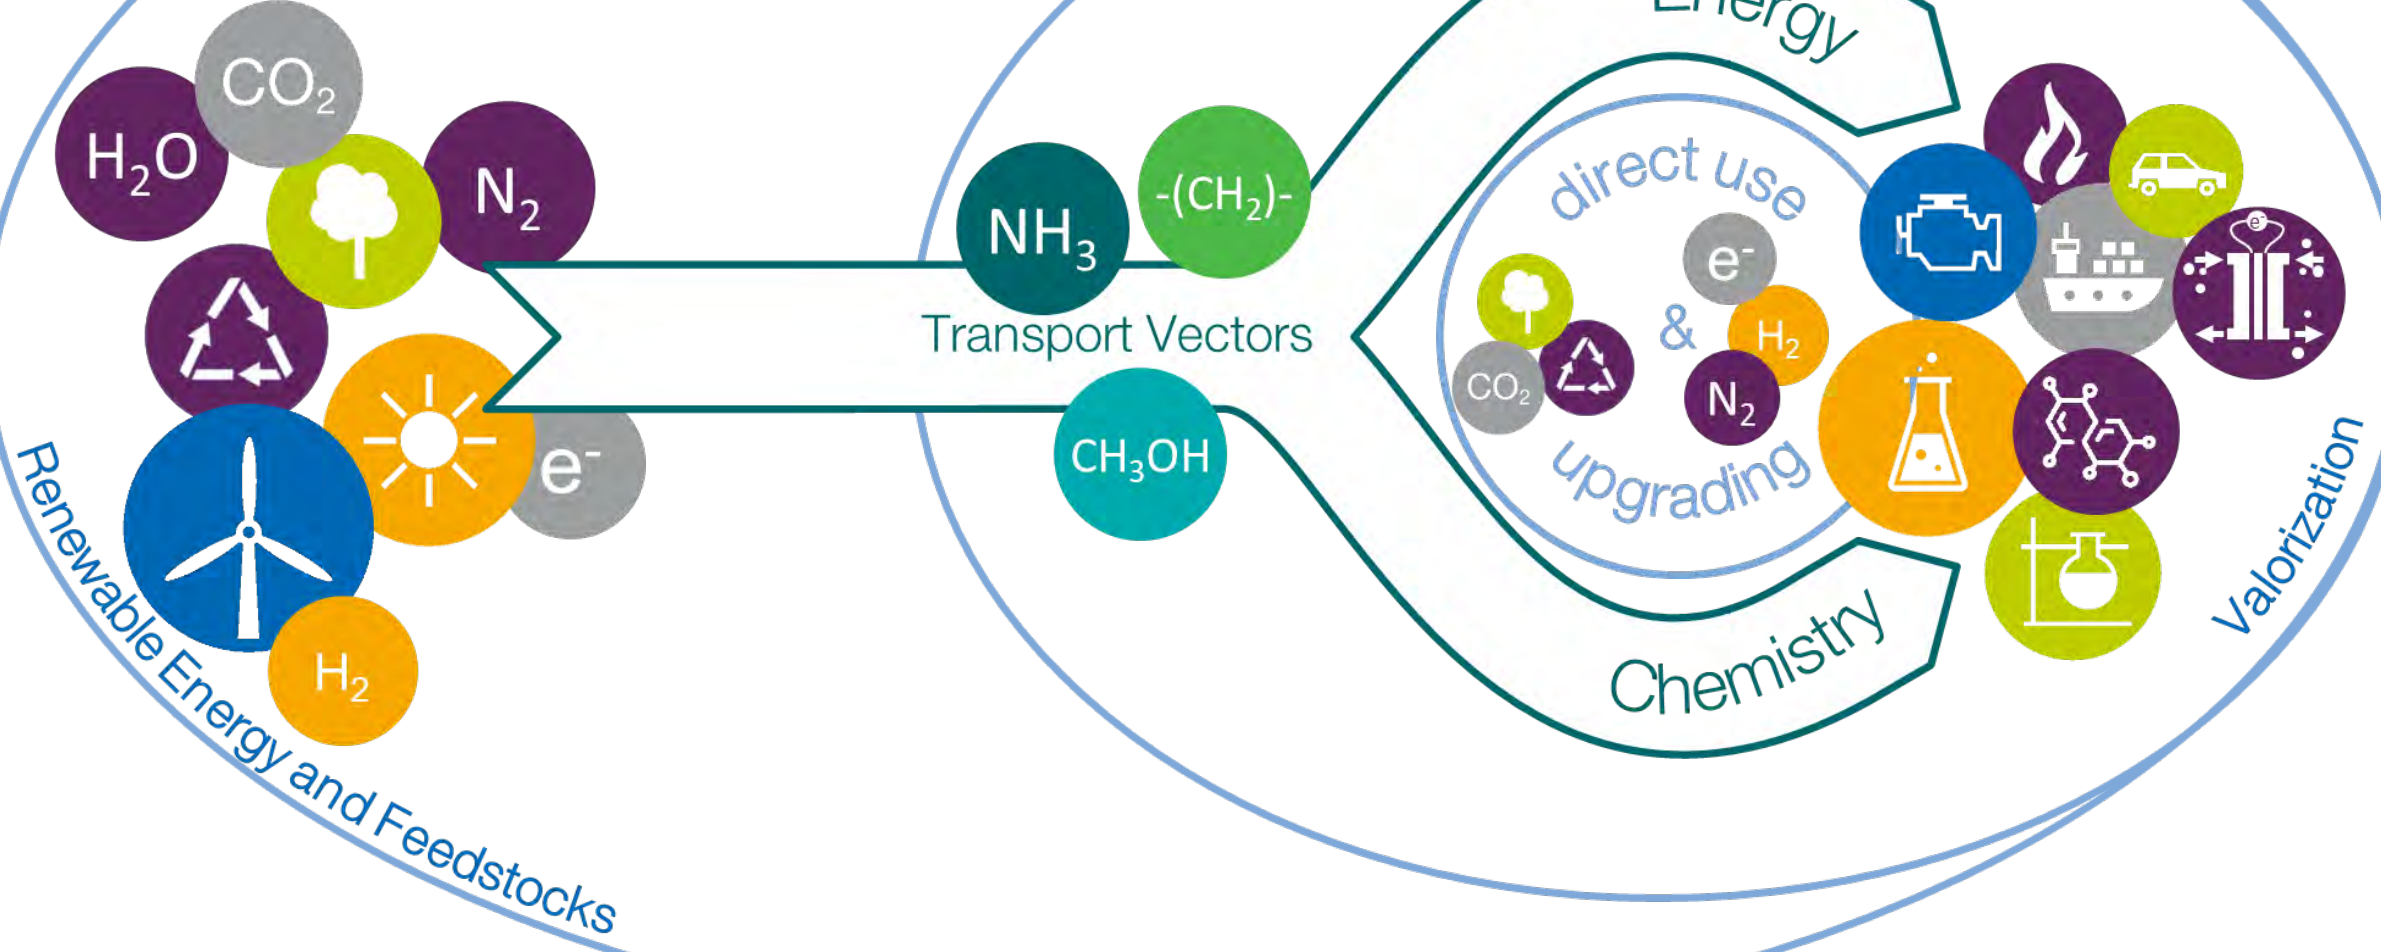 CO₂
H₂O
N₂
e⁻
H₂
Renewable Energy and Feedstocks
NH₃
-(CH₂)-
Transport Vectors
CH₃OH
Energy
direct use
e⁻
&
H₂
CO₂
N₂
upgrading
Chemistry
e⁻
Valorization